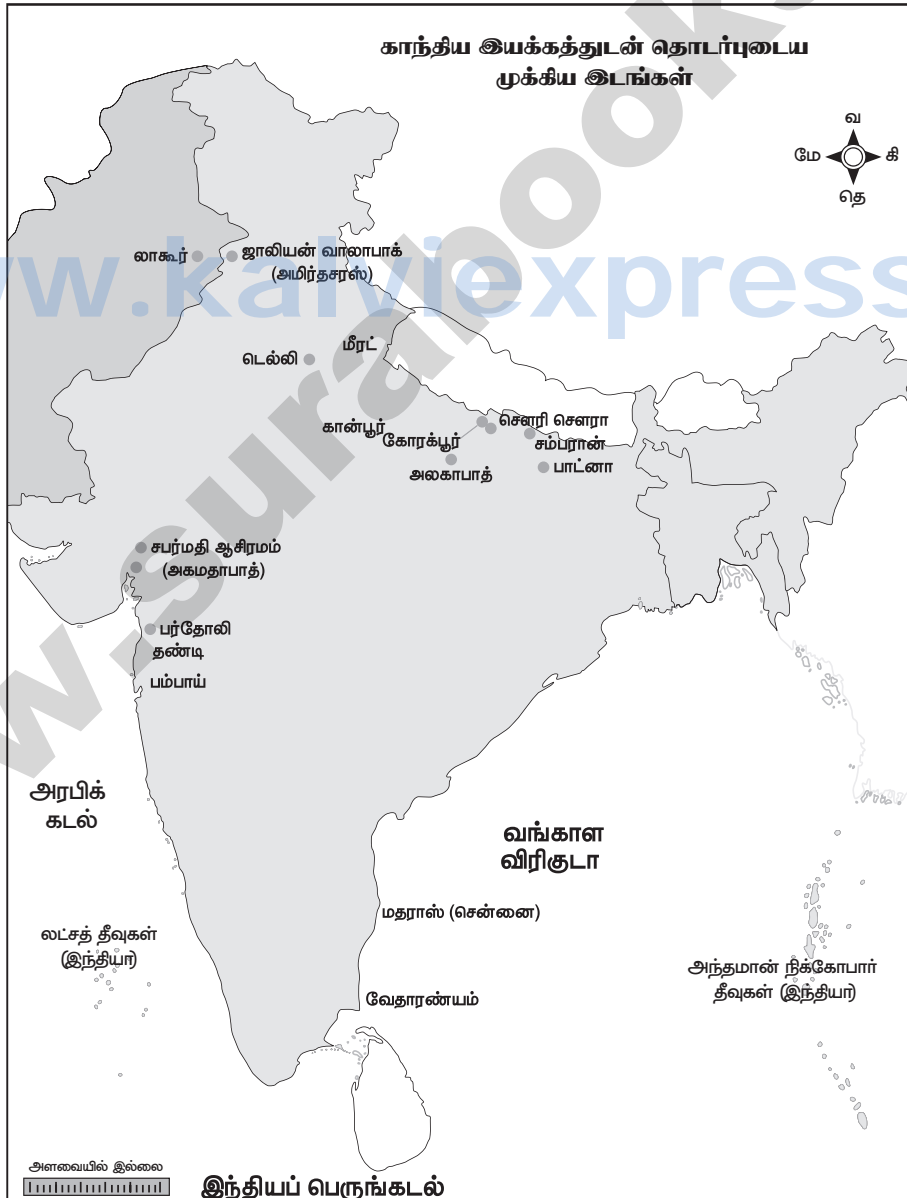 காந்திய இயக்கத்துடன் தொடர்புடைய
முக்கிய இடங்கள்
வ
மே
கி
தெ
லாகூர்
ஜாலியன் வாலாபாக்
(அமிர்தசரஸ்)
www.kalviexpress
www.surabooks
மீரட்
டெல்லி
கான்பூர்
கோரக்பூர்
சௌரி சௌரா
சம்பரான்
அலகாபாத்
பாட்னா
சபர்மதி ஆசிரமம்
(அகமதாபாத்)
பர்தோலி
தண்டி
பம்பாய்
அரபிக்
கடல்
வங்காள
விரிகுடா
மதராஸ் (சென்னை)
லட்சத் தீவுகள்
(இந்தியா)
அந்தமான் நிக்கோபார்
தீவுகள் (இந்தியா)
வேதாரண்யம்
அளவையில் இல்லை
இந்தியப் பெருங்கடல்